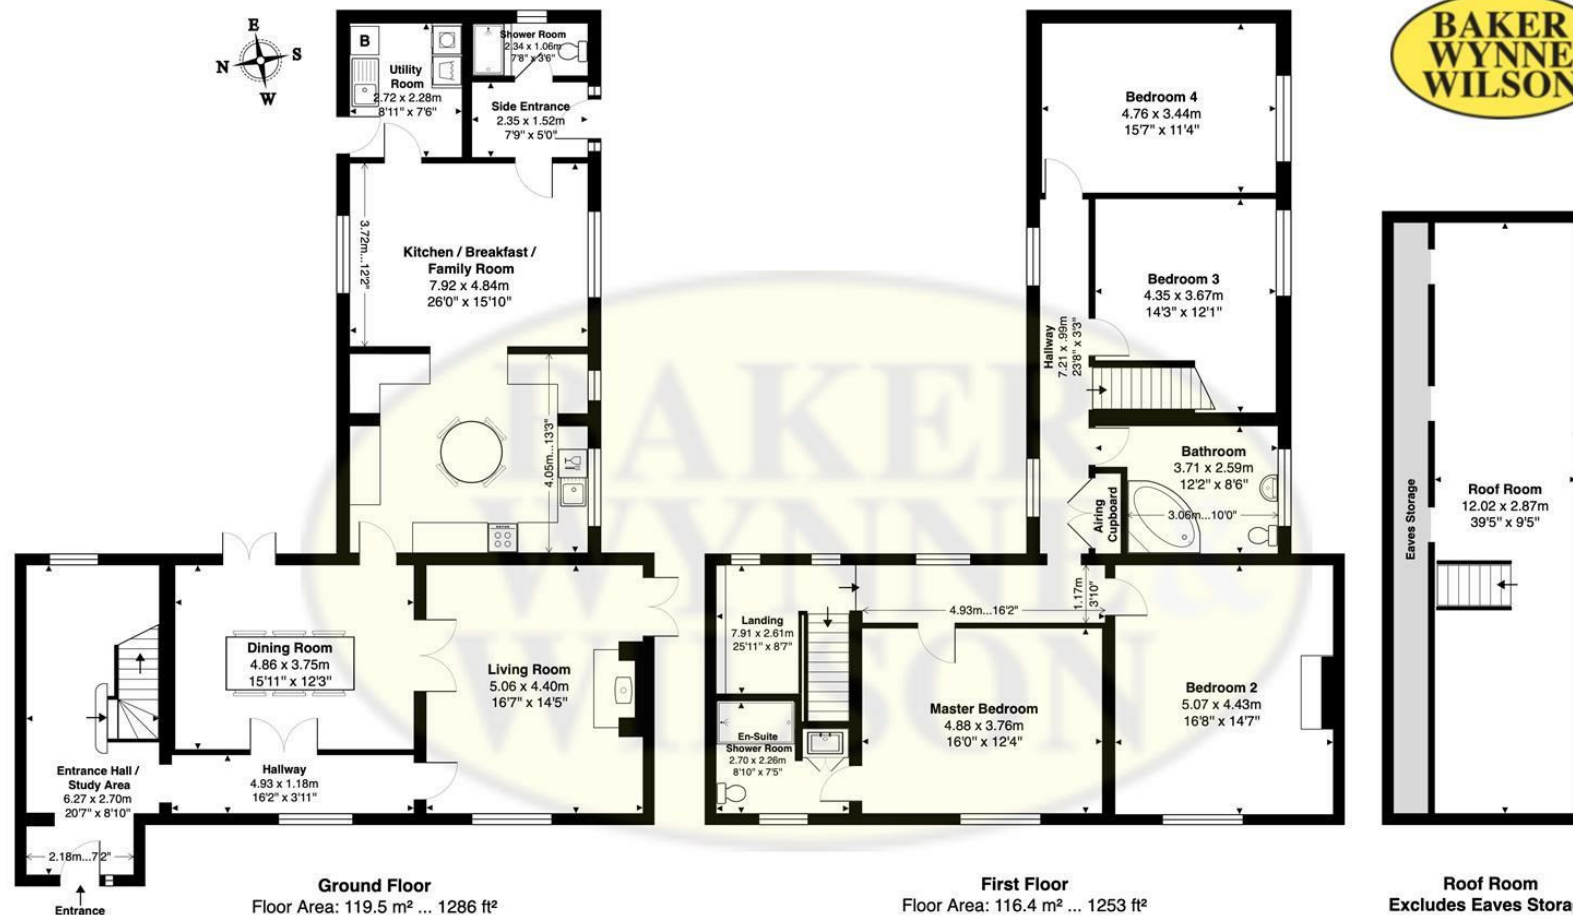 E
N
S
W
B
Utility
Room
2.72 x 2.28m
8'11" x 7'6"
Shower Room
2.34 x 1.06m
7'8" x 3'6"
Side Entrance
2.35 x 1.52m
7'9" x 5'0"
3.72m...12'2"
Kitchen / Breakfast /
Family Room
7.92 x 4.84m
26'0" x 15'10"
4.05m...13'3"
Dining Room
4.86 x 3.75m
15'11" x 12'3"
Living Room
5.06 x 4.40m
16'7" x 14'5"
Hallway
4.93 x 1.18m
16'2" x 3'11"
Entrance Hall /
Study Area
6.27 x 2.70m
20'7" x 8'10"
2.18m...7'2"
Entrance
Ground Floor
Floor Area: 119.5 m² ... 1286 ft²
Bedroom 4
4.76 x 3.44m
15'7" x 11'4"
Bedroom 3
4.35 x 3.67m
14'3" x 12'1"
Hallway
7.21 x .99m
23'8" x 3'3"
Bathroom
3.71 x 2.59m
12'2" x 8'6"
3.06m...10'0"
Airing
Cupboard
1.17m
3'10"
4.93m...16'2"
Landing
7.91 x 2.61m
25'11" x 8'7"
En-Suite
Shower Room
2.70 x 2.26m
8'10" x 7'5"
Master Bedroom
4.88 x 3.76m
16'0" x 12'4"
Bedroom 2
5.07 x 4.43m
16'8" x 14'7"
First Floor
Floor Area: 116.4 m² ... 1253 ft²
BAKER
WYNNE
WILSON
Eaves Storage
Roof Room
12.02 x 2.87m
39'5" x 9'5"
Roof Room
Excludes Eaves Stora
BAKER
WYNNE &
WILSON